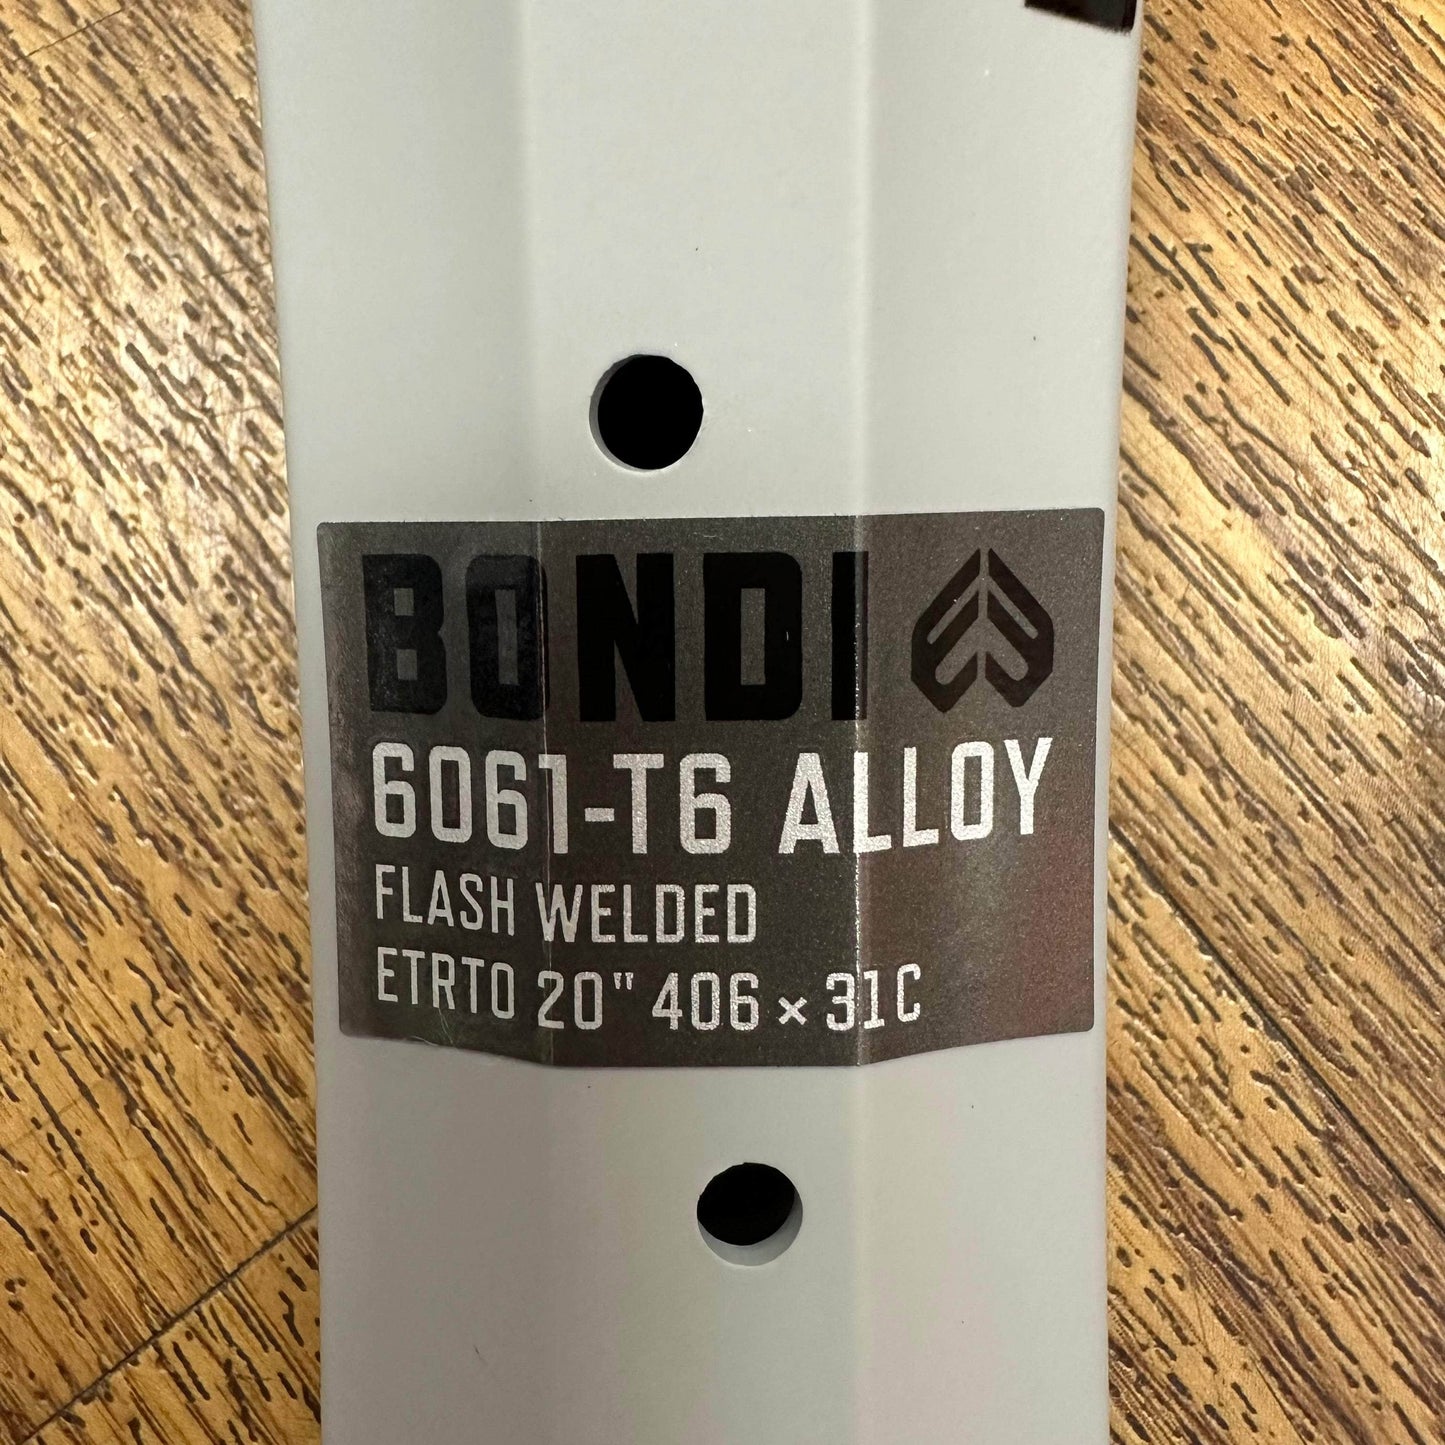 BONDI
6061-T6 ALLOY
FLASH WELDED
ETRTO 20" 406 × 31C